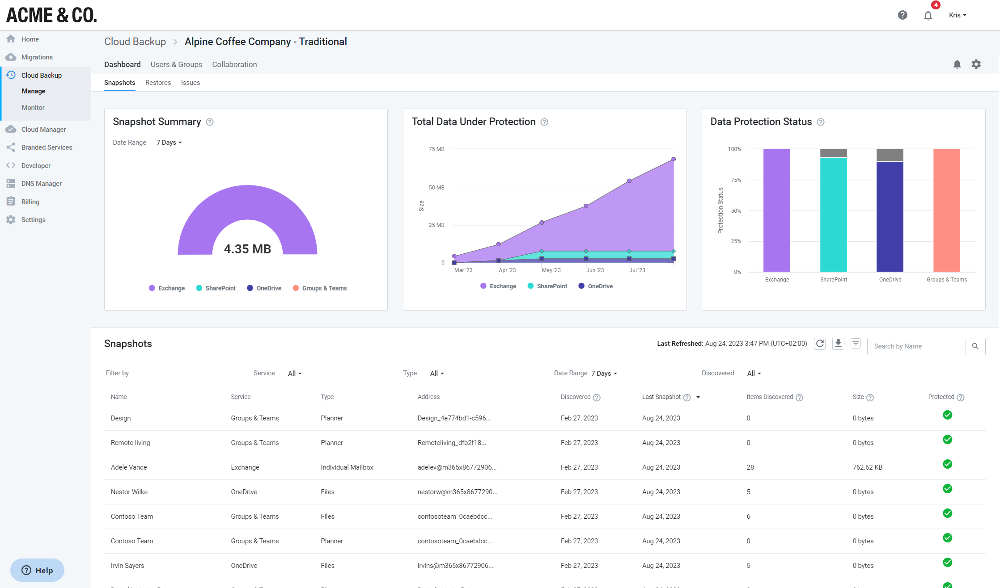 ACME & CO.
4
Kris
Home
Migrations
Cloud Backup
Manage
Monitor
Cloud Manager
Branded Services
Developer
DNS Manager
Billing
Settings
Help
Cloud Backup > Alpine Coffee Company - Traditional
Dashboard Users & Groups Collaboration
Snapshots Restores Issues
Snapshot Summary ?
Date Range 7 Days
4.35 MB
Exchange SharePoint OneDrive Groups & Teams
Total Data Under Protection ?
75 MB
50 MB
25 MB
0
Size
Mar '23 Apr '23 May '23 Jun '23 Jul '23
Exchange SharePoint OneDrive
Data Protection Status ?
100%
75%
50%
25%
0%
Protection Status
Exchange SharePoint OneDrive Groups & Teams
Snapshots
Last Refreshed: Aug 24, 2023 3:47 PM (UTC+02:00)
Search by Name
Filter by Service All Type All Date Range 7 Days Discovered All
Name Service Type Address Discovered ? Last Snapshot ? Items Discovered ? Size ? Protected ?
Design Groups & Teams Planner Design_4e774bd1-c596... Feb 27, 2023 Aug 24, 2023 0 0 bytes
Remote living Groups & Teams Planner Remoteliving_dfb2f18... Feb 27, 2023 Aug 24, 2023 0 0 bytes
Adele Vance Exchange Individual Mailbox adelev@m365x86772906... Feb 27, 2023 Aug 24, 2023 28 762.62 KB
Nestor Wilke OneDrive Files nestorw@m365x8677290... Feb 27, 2023 Aug 24, 2023 5 0 bytes
Contoso Team Groups & Teams Files contosoteam_0caebdcc... Feb 27, 2023 Aug 24, 2023 6 0 bytes
Contoso Team Groups & Teams Planner contosoteam_0caebdcc... Feb 27, 2023 Aug 24, 2023 0 0 bytes
Irvin Sayers OneDrive Files irvins@m365x86772906... Feb 27, 2023 Aug 24, 2023 5 0 bytes